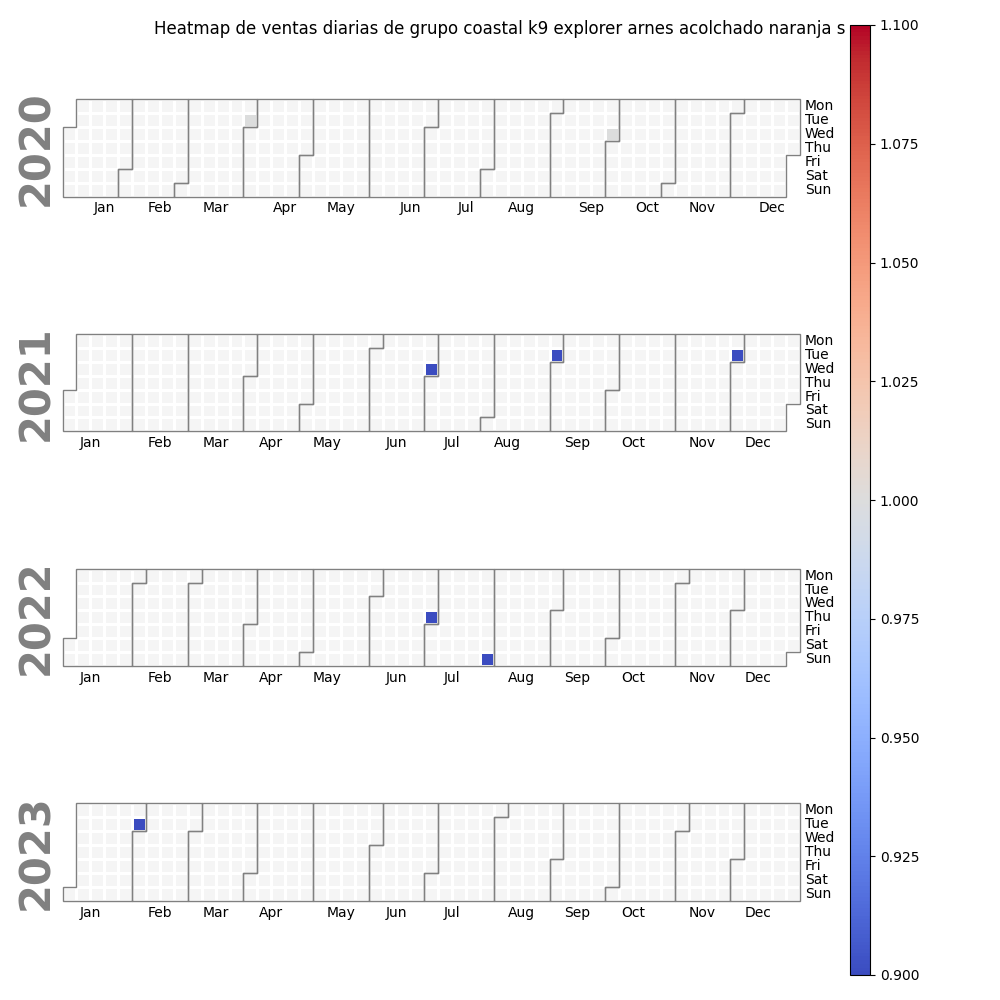 Heatmap de ventas diarias de grupo coastal k9 explorer arnes acolchado naranja s
2020
Mon
Tue
Wed
Thu
Fri
Sat
Sun
Jan Feb Mar Apr May Jun Jul Aug Sep Oct Nov Dec
2021
Mon
Tue
Wed
Thu
Fri
Sat
Sun
Jan Feb Mar Apr May Jun Jul Aug Sep Oct Nov Dec
2022
Mon
Tue
Wed
Thu
Fri
Sat
Sun
Jan Feb Mar Apr May Jun Jul Aug Sep Oct Nov Dec
2023
Mon
Tue
Wed
Thu
Fri
Sat
Sun
Jan Feb Mar Apr May Jun Jul Aug Sep Oct Nov Dec
1.100
1.075
1.050
1.025
1.000
0.975
0.950
0.925
0.900